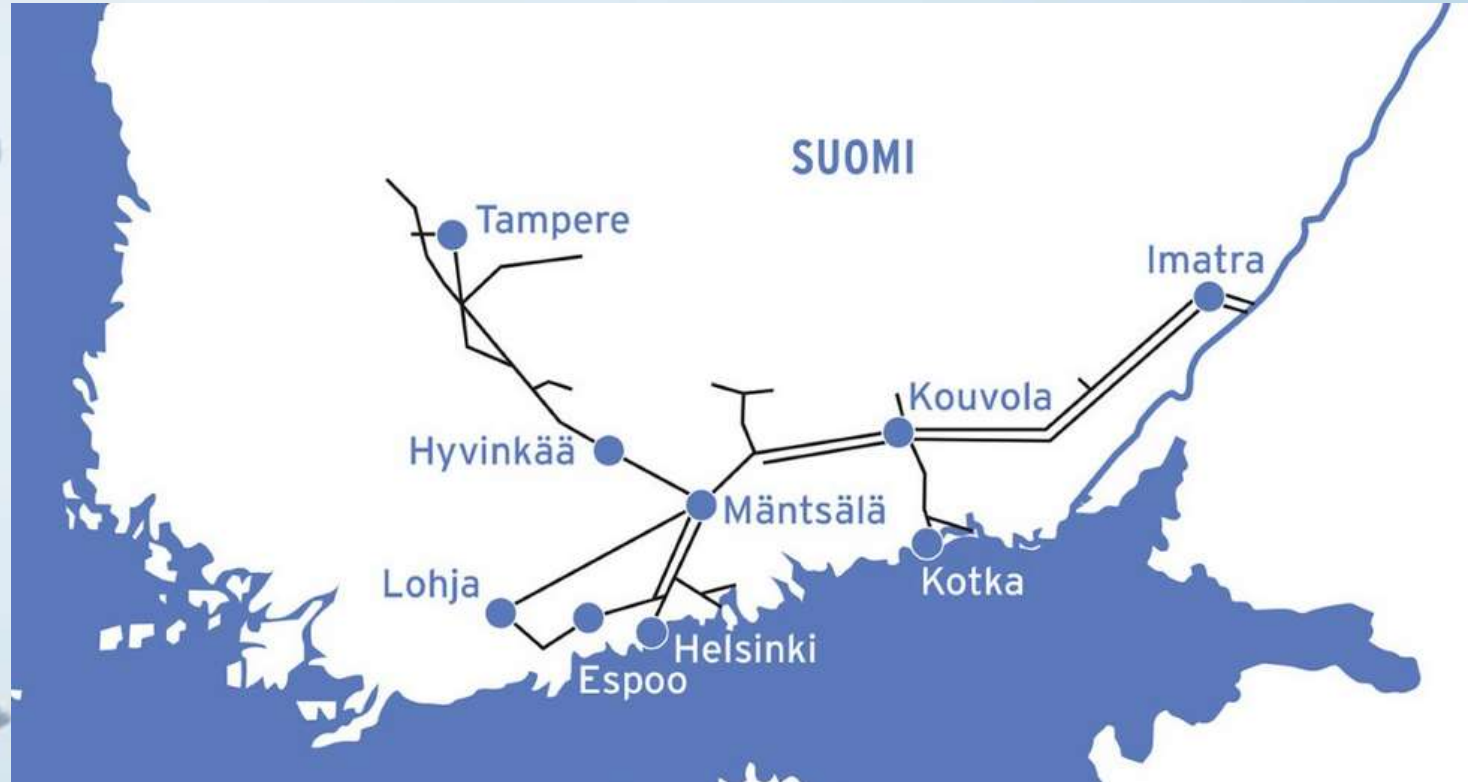 SUOMI
Tampere
Imatra
Kouvola
Hyvinkää
Mäntsälä
Lohja
Kotka
Helsinki
Espoo